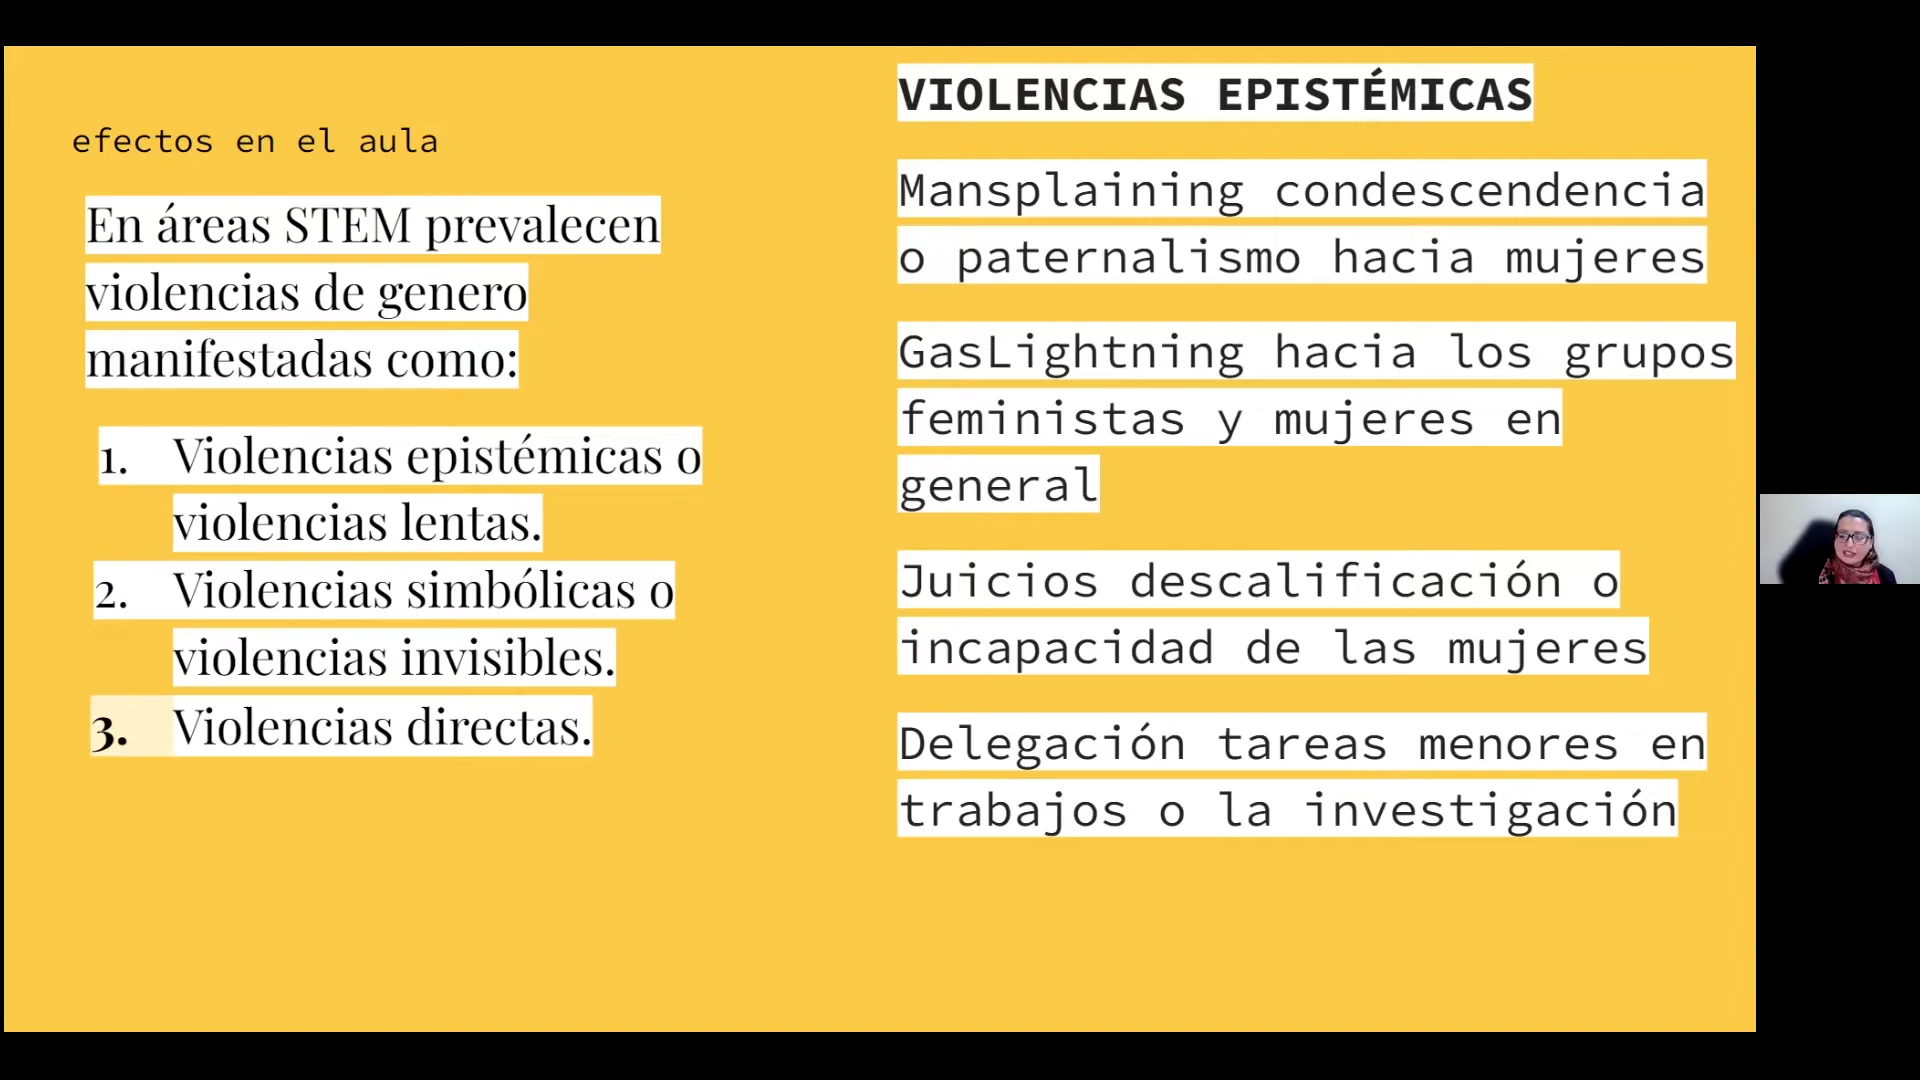 efectos en el aula
En áreas STEM prevalecen
violencias de genero
manifestadas como:
1. Violencias epistémicas o
violencias lentas.
2. Violencias simbólicas o
violencias invisibles.
3. Violencias directas.
VIOLENCIAS EPISTÉMICAS
Mansplaining condescendencia
o paternalismo hacia mujeres
GasLightning hacia los grupos
feministas y mujeres en
general
Juicios descalificación o
incapacidad de las mujeres
Delegación tareas menores en
trabajos o la investigación